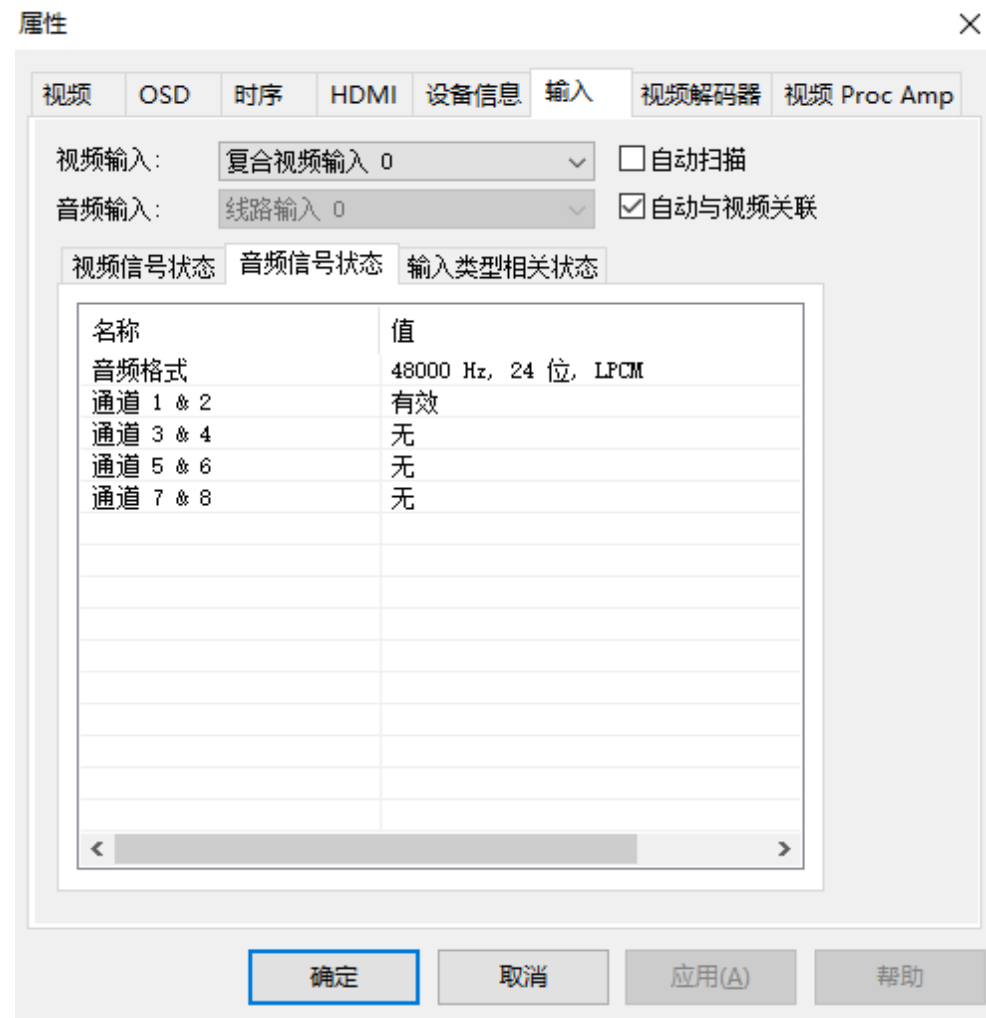 属性
视频 OSD 时序 HDMI 设备信息 输入 视频解码器 视频 Proc Amp
视频输入: 复合视频输入 0 自动扫描
音频输入: 线路输入 0 自动与视频关联
视频信号状态 音频信号状态 输入类型相关状态
名称 值
音频格式 48000 Hz, 24 位, LPCM
通道 1 & 2 有效
通道 3 & 4 无
通道 5 & 6 无
通道 7 & 8 无
确定 取消 应用(A) 帮助